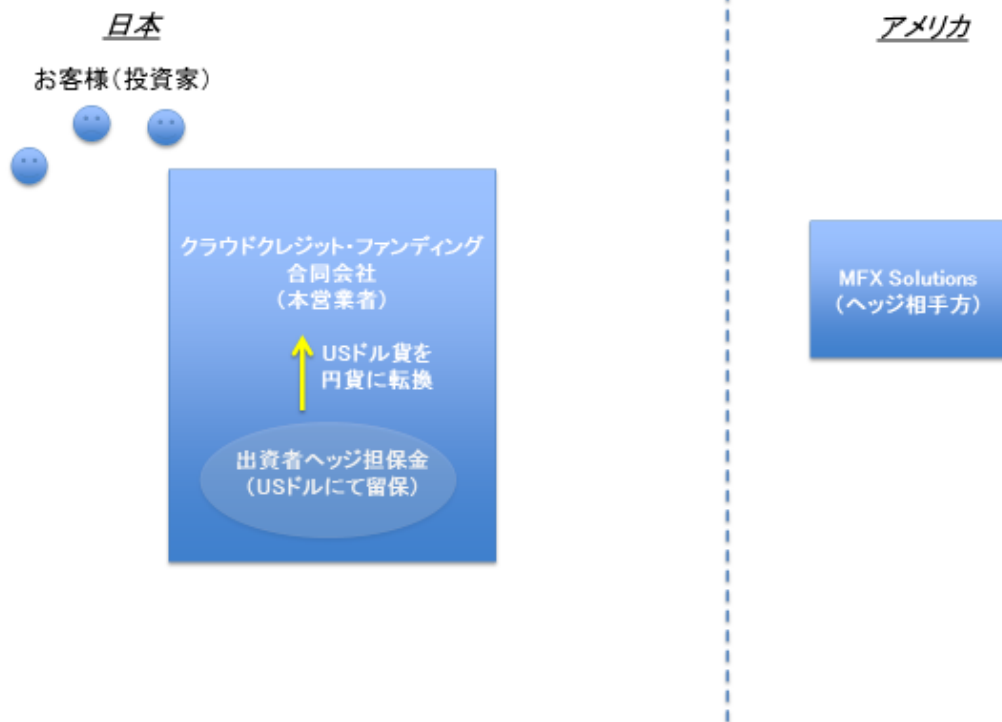 日本
アメリカ
お客様(投資家)
クラウドクレジット・ファンディング
合同会社
(本営業者)
USドル貨を
円貨に転換
出資者ヘッジ担保金
(USドルにて留保)
MFX Solutions
(ヘッジ相手方)